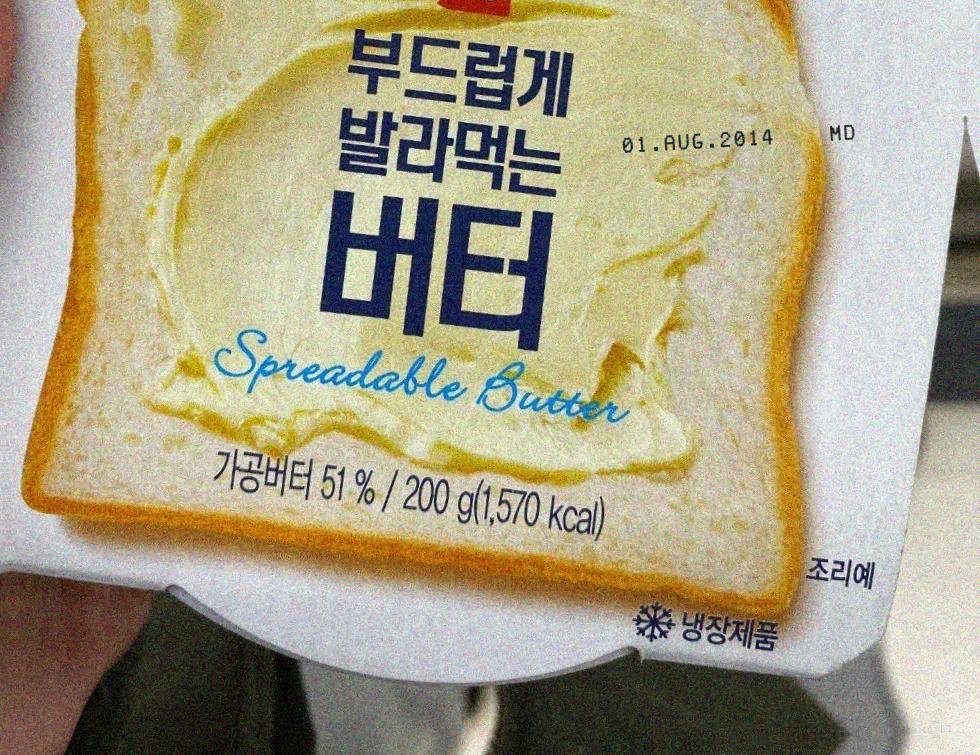 부드럽게
발라먹는
01.AUG.2014 MD
버터
Spreadable Butter
가공버터 51 % / 200 g(1,570 kcal)
조리예
냉장제품